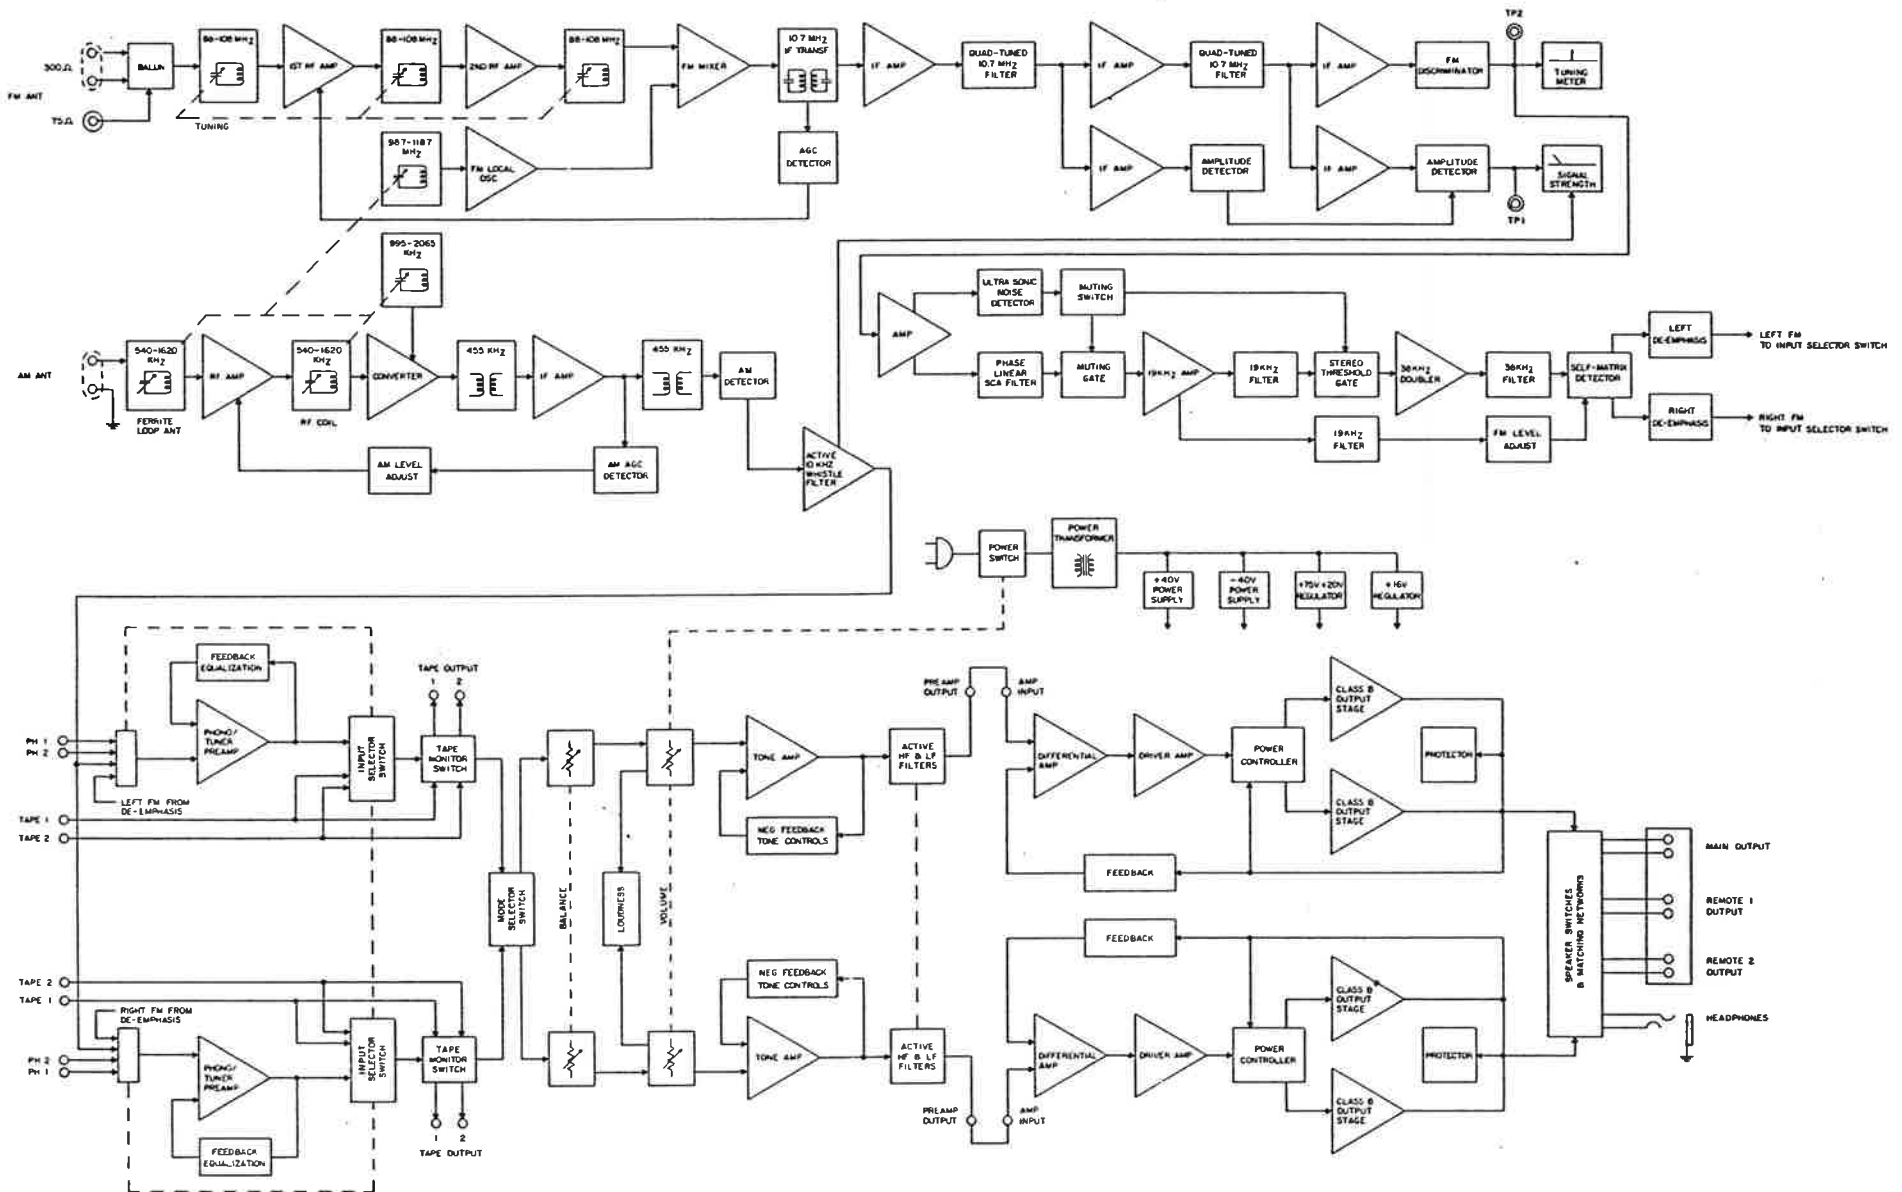 TP2
300Ω
FM ANT
75Ω
BALUN
88-108 MHZ
1ST RF AMP
88-108 MHZ
2ND RF AMP
88-108 MHZ
FM MIXER
10.7 MHZ
IF TRANSF
IF AMP
QUAD-TUNED
10.7 MHZ
FILTER
IF AMP
QUAD-TUNED
10.7 MHZ
FILTER
IF AMP
FM
DISCRIMINATOR
TUNING
METER
TUNING
98.7-118.7
MHZ
FM LOCAL
OSC
AGC
DETECTOR
IF AMP
AMPLITUDE
DETECTOR
IF AMP
AMPLITUDE
DETECTOR
SIGNAL
STRENGTH
TP1
995-2065
KHZ
AM ANT
540-1620
KHZ
FERRITE
LOOP ANT
RF AMP
540-1620
KHZ
RF COIL
CONVERTER
455 KHZ
IF AMP
455 KHZ
AM
DETECTOR
AM LEVEL
ADJUST
AM AGC
DETECTOR
ACTIVE
10 KHZ
WHISTLE
FILTER
AMP
ULTRA SONIC
NOISE
DETECTOR
MUTING
SWITCH
PHASE
LINEAR
SCA FILTER
MUTING
GATE
19KHZ AMP
19KHZ
FILTER
STEREO
THRESHOLD
GATE
38KHZ
DOUBLER
38KHZ
FILTER
SELF-MATRIX
DETECTOR
LEFT
DE-EMPHASIS
LEFT FM
TO INPUT SELECTOR SWITCH
RIGHT
DE-EMPHASIS
RIGHT FM
TO INPUT SELECTOR SWITCH
19KHZ
FILTER
FM LEVEL
ADJUST
POWER
SWITCH
POWER
TRANSFORMER
+40V
POWER
SUPPLY
-40V
POWER
SUPPLY
+75V+20V
REGULATOR
+16V
REGULATOR
FEEDBACK
EQUALIZATION
PH 1
PH 2
PHONO/
TUNER
PREAMP
LEFT FM FROM
DE-EMPHASIS
TAPE 1
TAPE 2
INPUT
SELECTOR
SWITCH
TAPE OUTPUT
1 2
TAPE
MONITOR
SWITCH
MODE
SELECTOR
SWITCH
BALANCE
LOUDNESS
VOLUME
TONE AMP
NEG FEEDBACK
TONE CONTROLS
ACTIVE
HF & LF
FILTERS
PREAMP
OUTPUT
AMP
INPUT
DIFFERENTIAL
AMP
DRIVER AMP
POWER
CONTROLLER
CLASS B
OUTPUT
STAGE
CLASS B
OUTPUT
STAGE
PROTECTOR
FEEDBACK
TAPE 2
TAPE 1
RIGHT FM FROM
DE-EMPHASIS
PH 2
PH 1
PHONO/
TUNER
PREAMP
FEEDBACK
EQUALIZATION
INPUT
SELECTOR
SWITCH
TAPE
MONITOR
SWITCH
1 2
TAPE OUTPUT
NEG FEEDBACK
TONE CONTROLS
TONE AMP
ACTIVE
HF & LF
FILTERS
PREAMP
OUTPUT
AMP
INPUT
FEEDBACK
DIFFERENTIAL
AMP
DRIVER AMP
POWER
CONTROLLER
CLASS B
OUTPUT
STAGE
CLASS B
OUTPUT
STAGE
PROTECTOR
SPEAKER SWITCHES
& MATCHING NETWORKS
MAIN OUTPUT
REMOTE 1
OUTPUT
REMOTE 2
OUTPUT
HEADPHONES